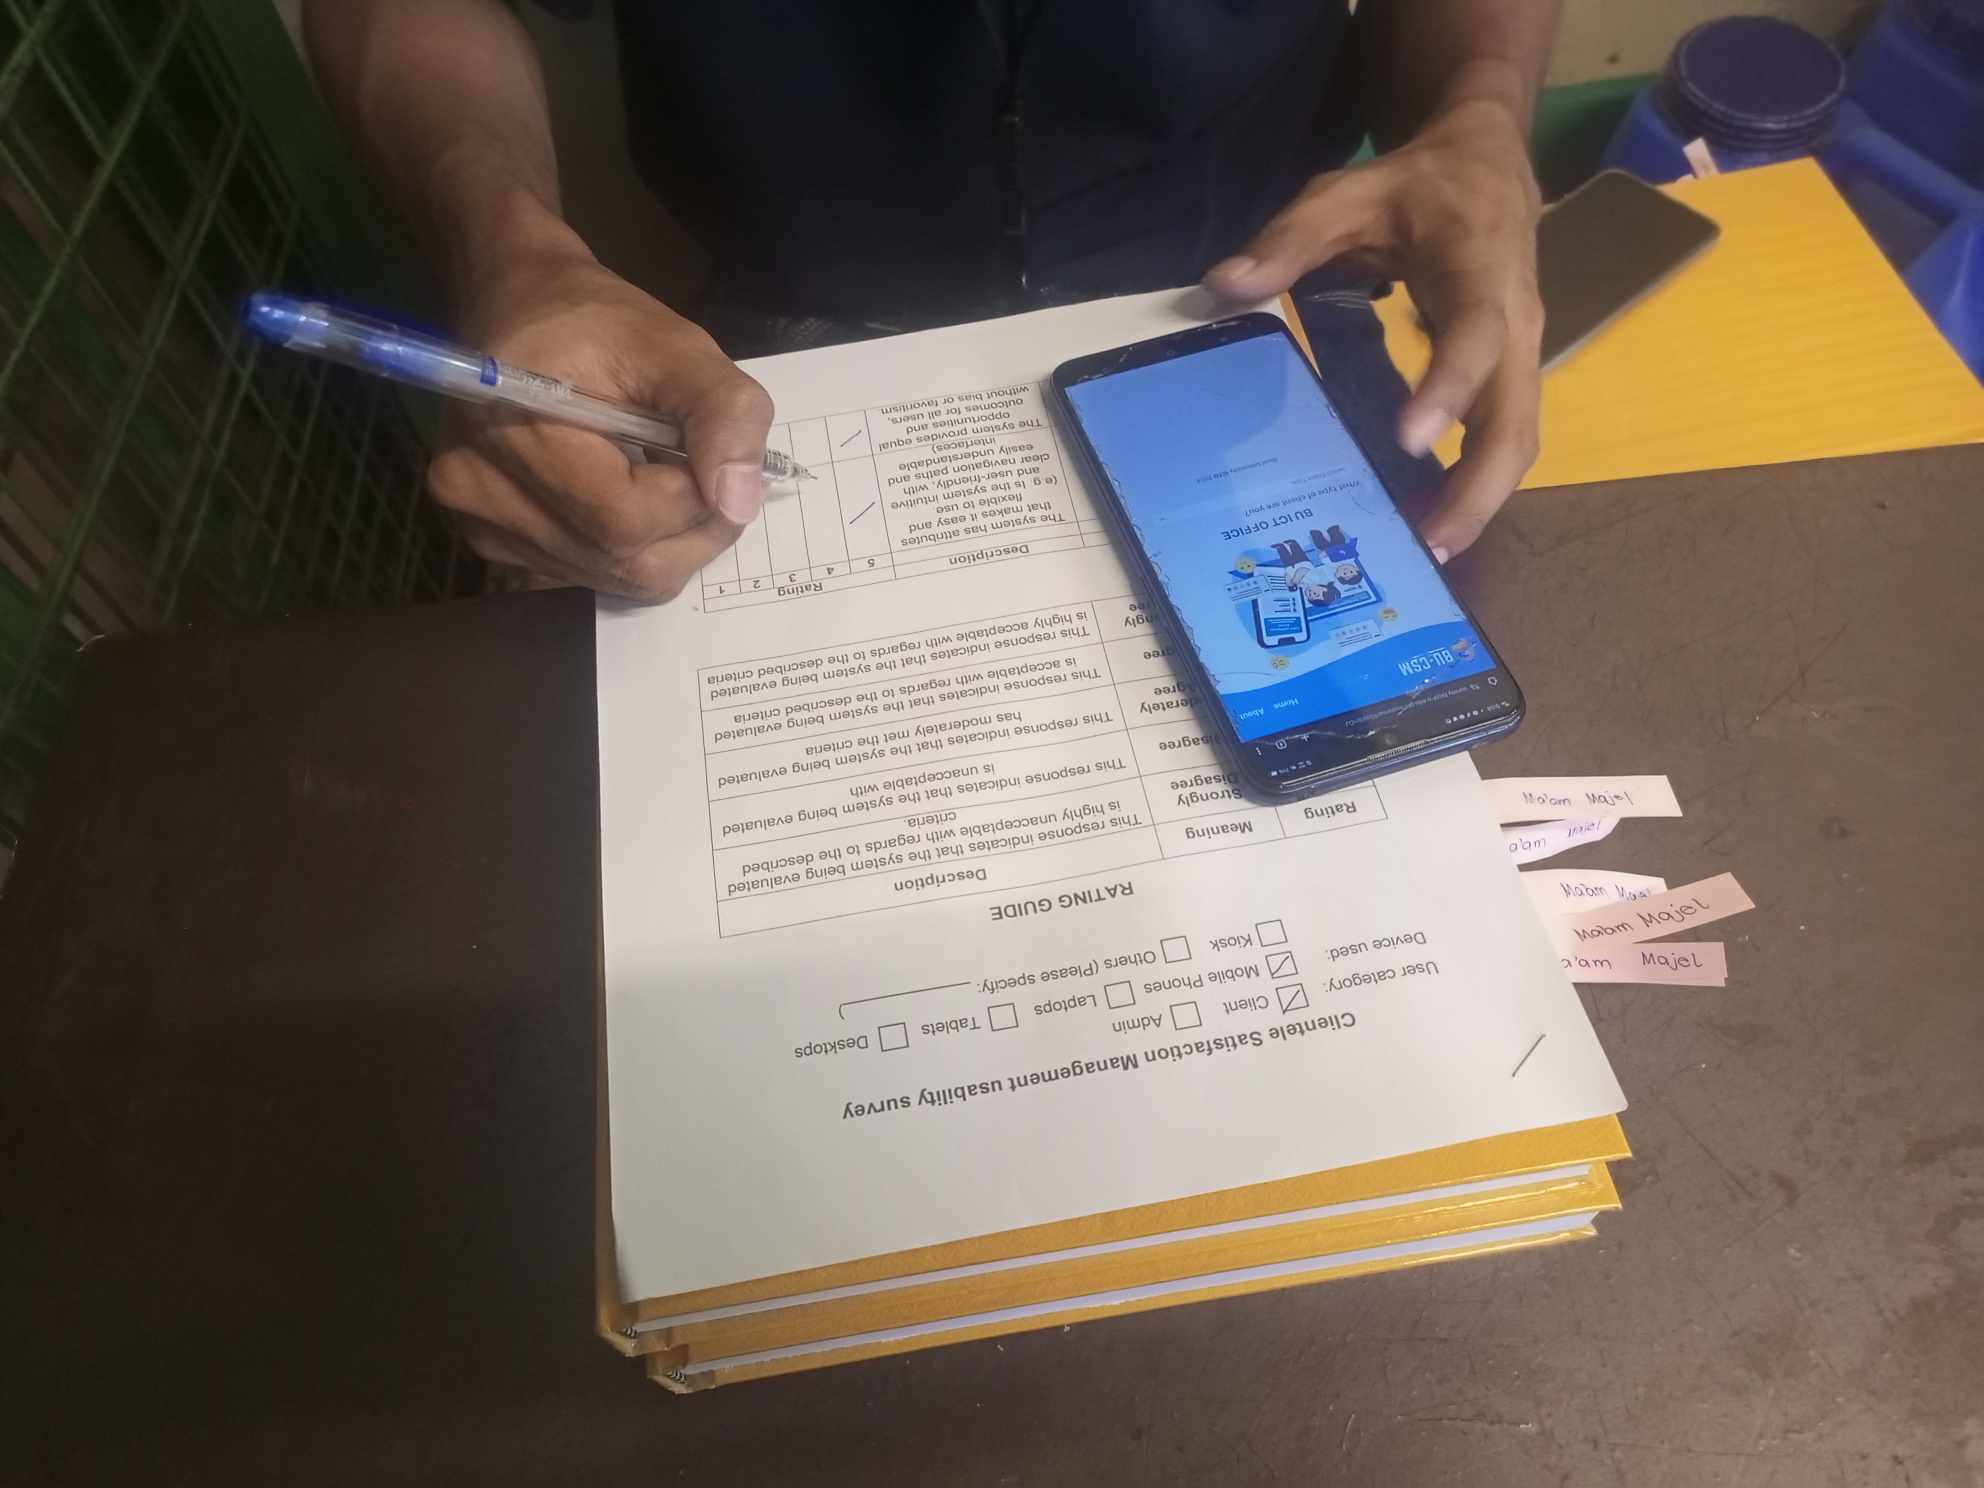 Clientele Satisfaction Management usability survey
User category: Client Admin
Device used: Mobile Phones Laptops Tablets Desktops
Kiosk Others (Please specify:
RATING GUIDE
Rating Meaning Description
Strongly Disagree This response indicates that the system being evaluated
is highly unacceptable with regards to the described
criteria.
This response indicates that the system being evaluated
is unacceptable with
This response indicates that the system being evaluated
has moderately met the criteria
This response indicates that the system being evaluated
is acceptable with regards to the described criteria
This response indicates that the system being evaluated
is highly acceptable with regards to the described criteria
Description Rating
5 4 3 2 1
The system has attributes
that makes it easy and
flexible to use.
(e.g. Is the system intuitive
and user-friendly, with
clear navigation paths and
easily understandable
interfaces)
The system provides equal
opportunities and
outcomes for all users,
without bias or favoritism
Home About
BU-CSM
BU ICT OFFICE
What type of client are you?
Ma'am Majel
Majel
Ma'am Majel
Ma'am Majel
Majel